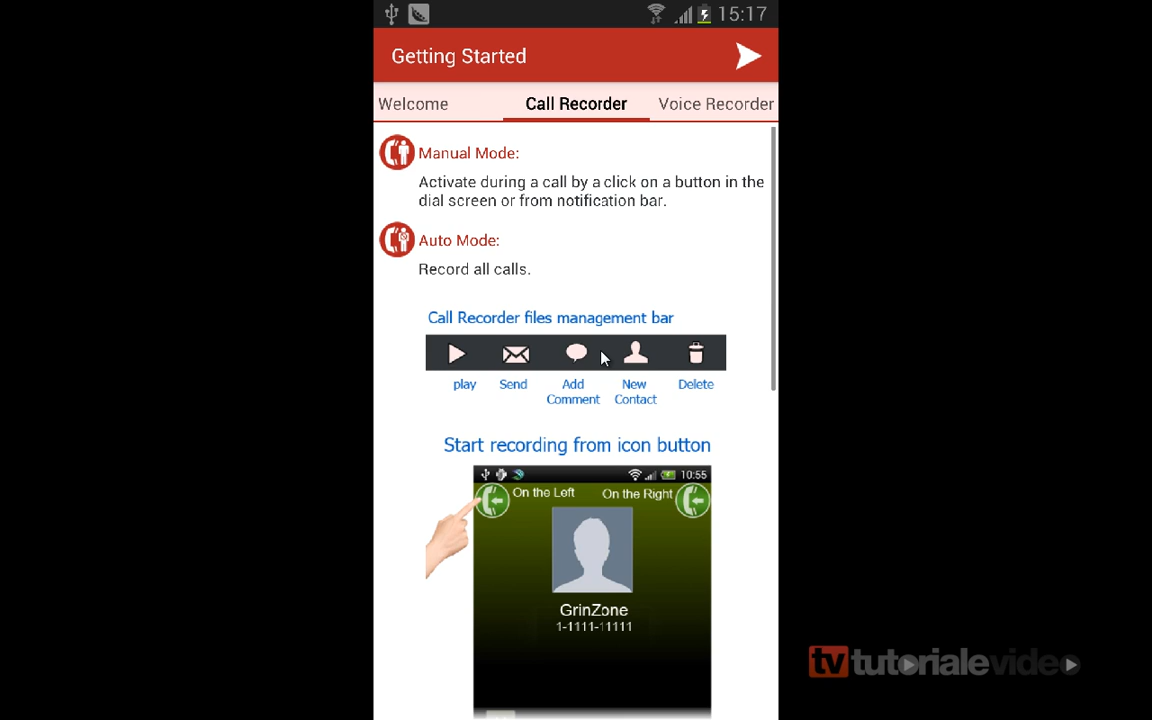 15:17
Getting Started
Welcome
Call Recorder
Voice Recorder
Manual Mode:
Activate during a call by a click on a button in the
dial screen or from notification bar.
Auto Mode:
Record all calls.
Call Recorder files management bar
play
Send
Add
Comment
New
Contact
Delete
Start recording from icon button
10:55
On the Left
On the Right
GrinZone
1-1111-11111
tv tutorialevideo